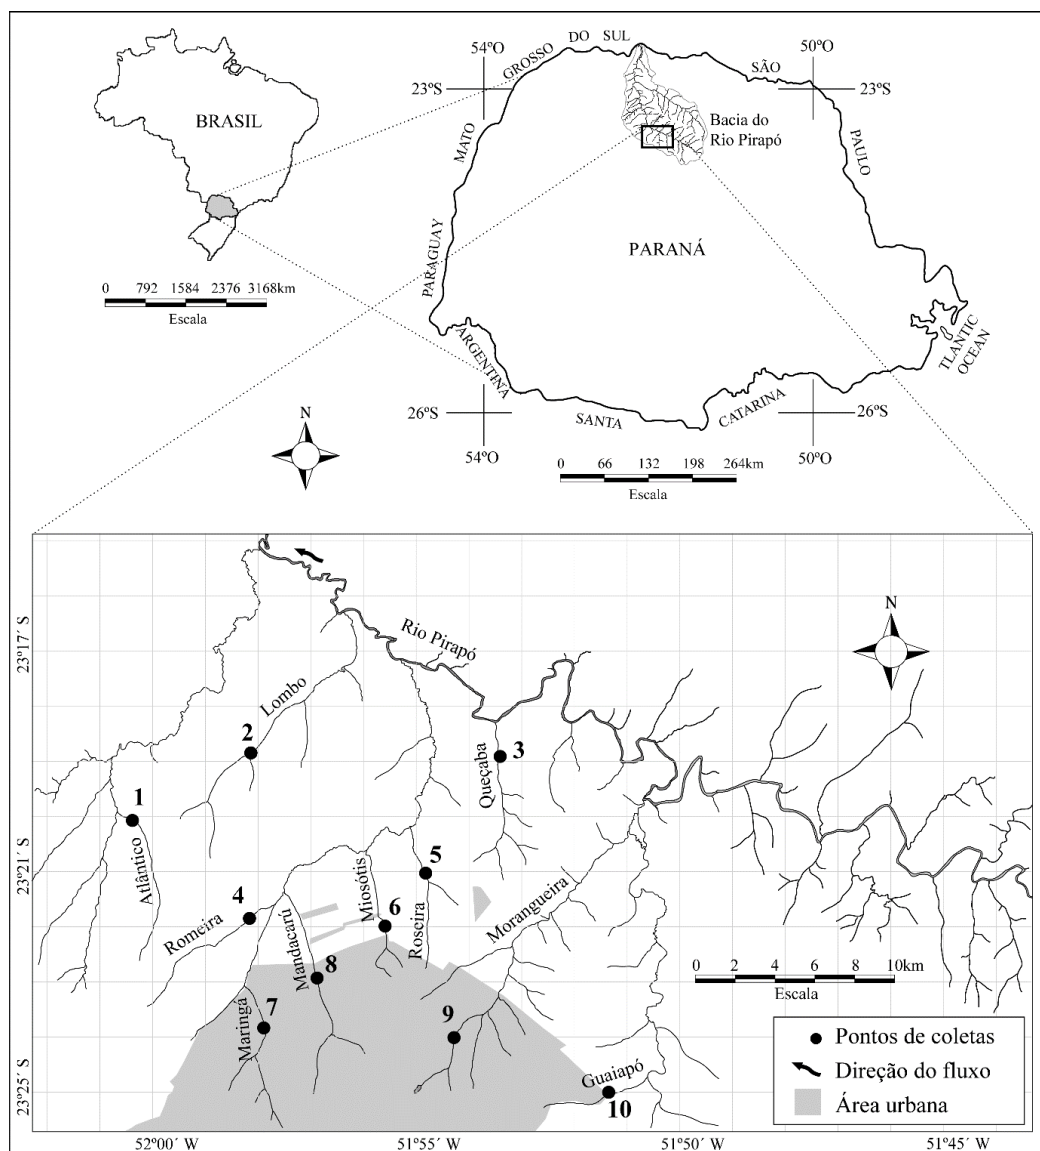 BRASIL
0 792 1584 2376 3168km
Escala
54ºO
50ºO
MATO GROSSO DO SUL
SÃO PAULO
23ºS
23ºS
Bacia do
Rio Pirapó
PARANÁ
PARAGUAY
ARGENTINA
TLANTIC
OCEAN
SANTA CATARINA
26ºS
26ºS
54ºO
50ºO
N
0 66 132 198 264km
Escala
N
23º17´ S
Rio Pirapó
Lombo
2
Queçaba
3
1
Atlântico
23º21´ S
5
Miosótis
Roseira
4
Romeira
Mandacarú
6
Morangueira
8
7
Maringá
9
0 2 4 6 8 10km
Escala
Guaiapó
10
23º25´ S
Pontos de coletas
Direção do fluxo
Área urbana
52º00´ W
51º55´ W
51º50´ W
51º45´ W